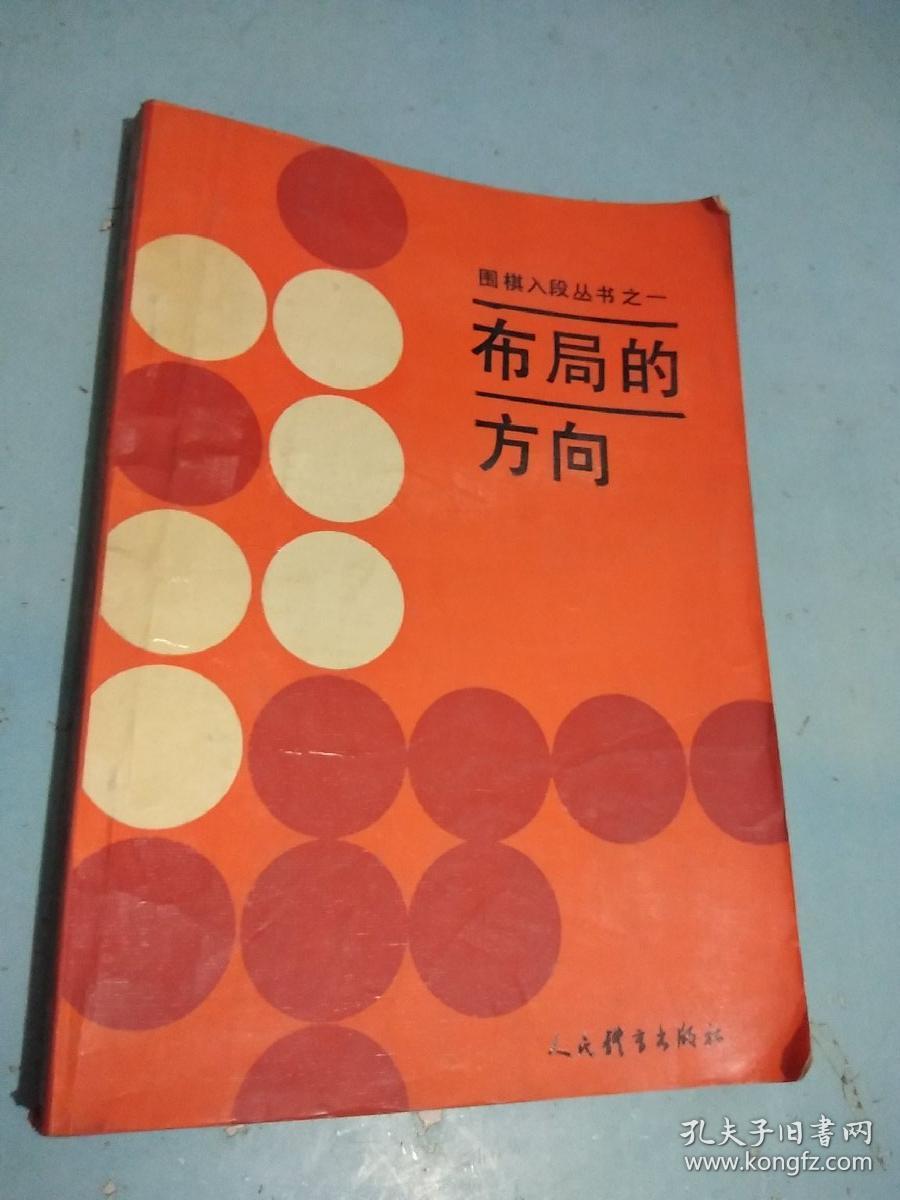 围棋入段丛书之一
布局的
方向
人民体育出版社
孔夫子旧书网
www.kongfz.com